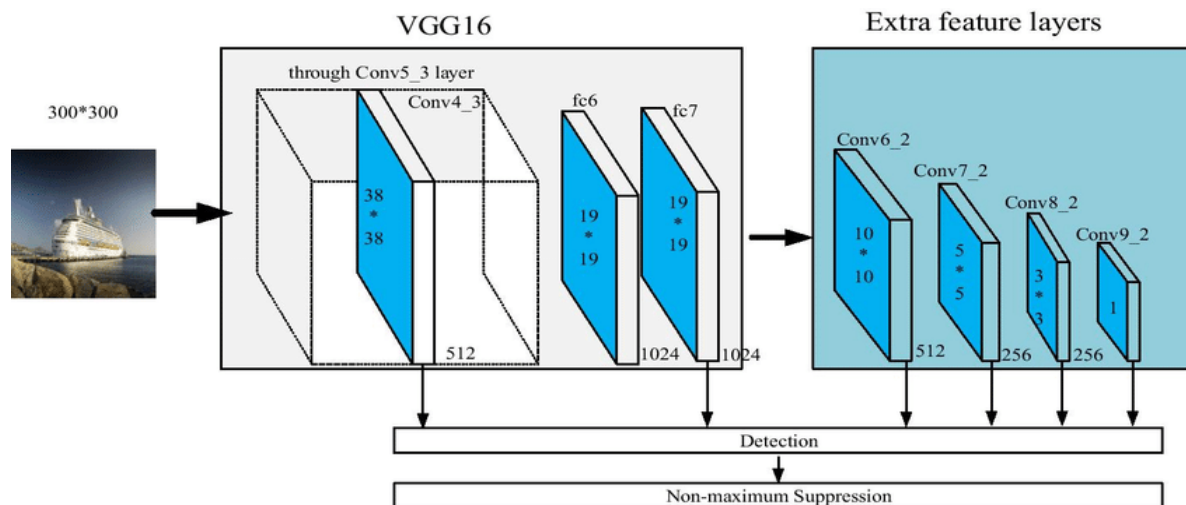 VGG16
Extra feature layers
300*300
through Conv5_3 layer
Conv4_3
fc6
fc7
Conv6_2
Conv7_2
Conv8_2
Conv9_2
38
*
38
19
*
19
19
*
19
10
*
10
5
*
5
3
*
3
1
512
1024
1024
512
256
256
Detection
Non-maximum Suppression